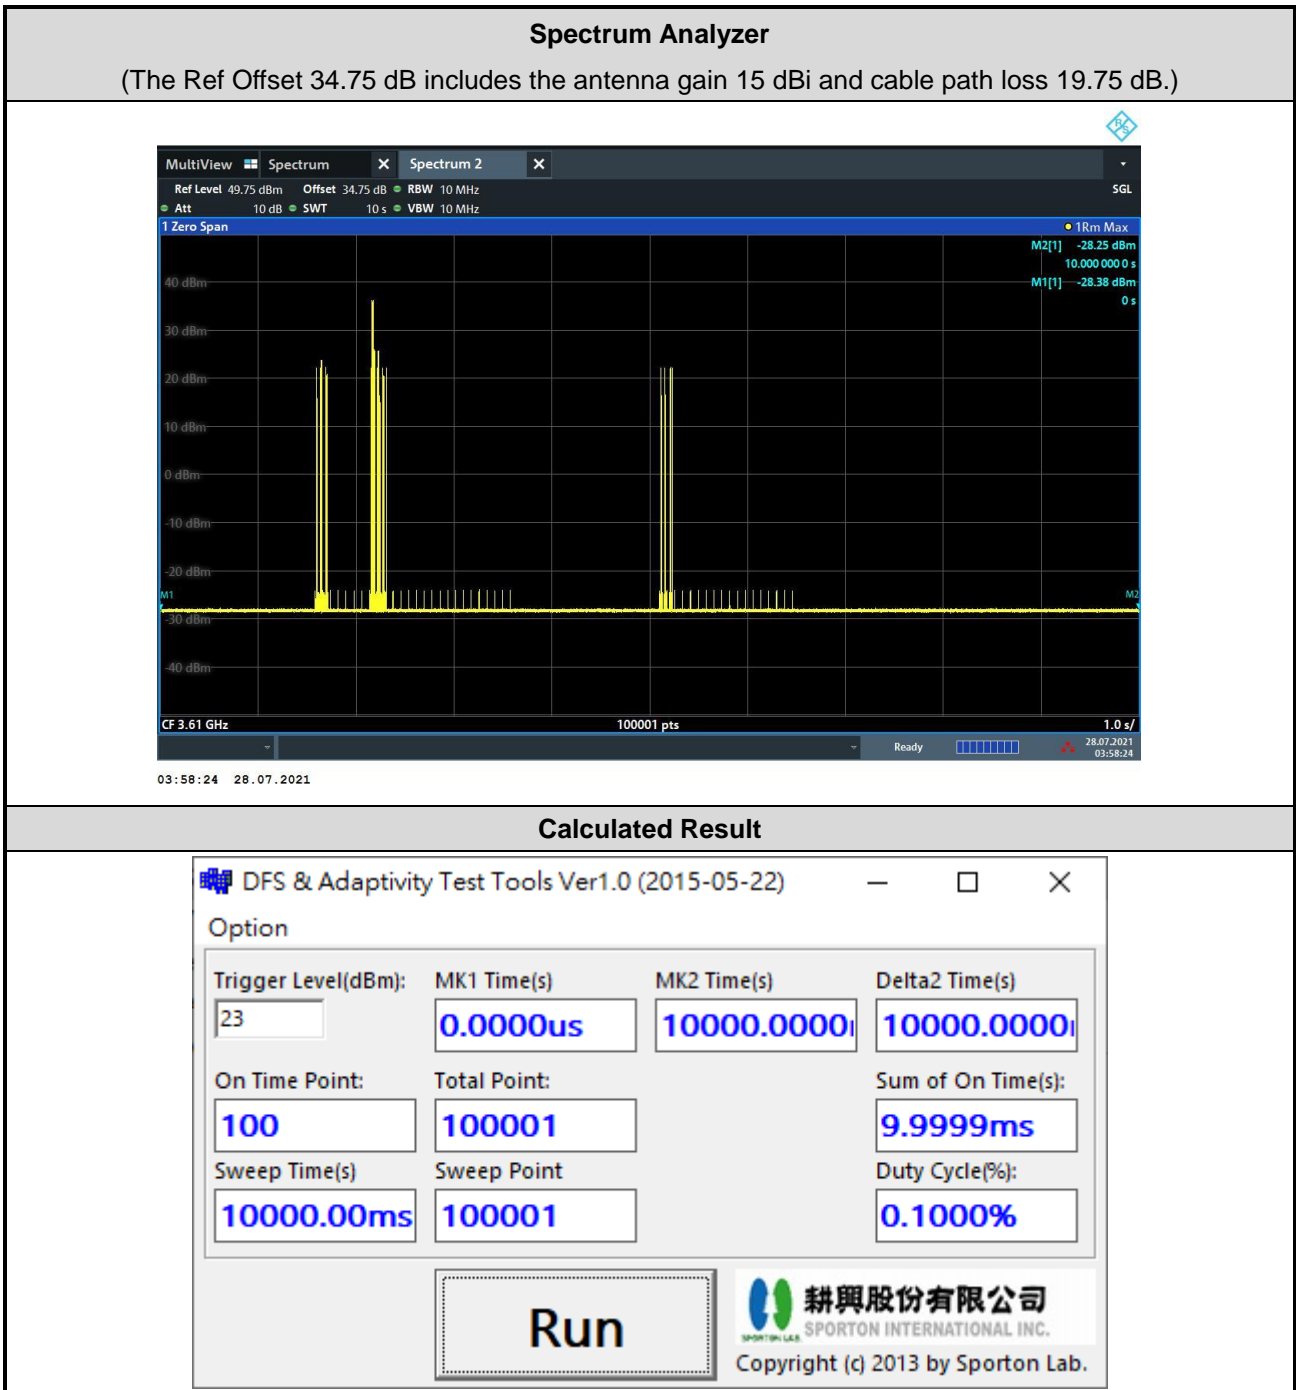 Spectrum Analyzer
(The Ref Offset 34.75 dB includes the antenna gain 15 dBi and cable path loss 19.75 dB.)
R&S
MultiView Spectrum X Spectrum 2 X
Ref Level 49.75 dBm Offset 34.75 dB RBW 10 MHz SGL
Att 10 dB SWT 10 s VBW 10 MHz
1 Zero Span 1Rm Max
M2[1] -28.25 dBm
10.000 000 0 s
40 dBm M1[1] -28.38 dBm
0 s
30 dBm
20 dBm
10 dBm
0 dBm
-10 dBm
-20 dBm
M1 M2
-30 dBm
-40 dBm
CF 3.61 GHz 100001 pts 1.0 s/
Ready 28.07.2021
03:58:24
03:58:24 28.07.2021
Calculated Result
DFS & Adaptivity Test Tools Ver1.0 (2015-05-22)
Option
Trigger Level(dBm): MK1 Time(s) MK2 Time(s) Delta2 Time(s)
23 0.0000us 10000.0000 10000.0000
On Time Point: Total Point: Sum of On Time(s):
100 100001 9.9999ms
Sweep Time(s) Sweep Point Duty Cycle(%):
10000.00ms 100001 0.1000%
Run
耕興股份有限公司
SPORTON LAB. SPORTON INTERNATIONAL INC.
Copyright (c) 2013 by Sporton Lab.